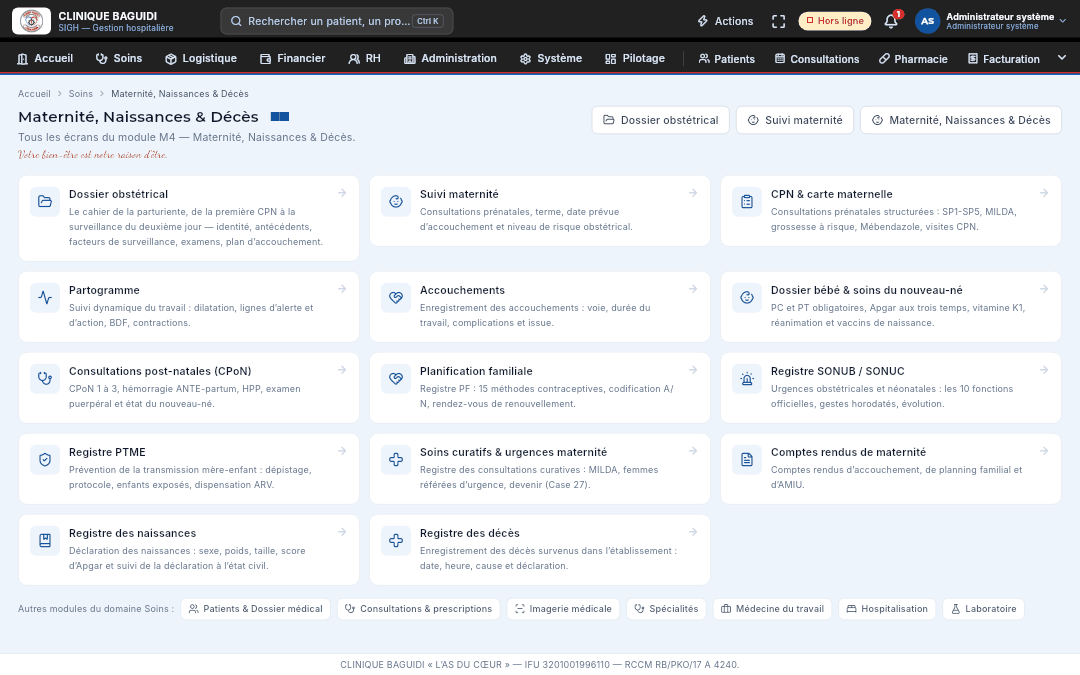 CLINIQUE BAGUIDI
SIGH — Gestion hospitalière
Rechercher un patient, un pro... Ctrl K
Actions
Hors ligne
1
AS
Administrateur système
Administrateur système
Accueil Soins Logistique Financier RH Administration Système Pilotage Patients Consultations Pharmacie Facturation
Accueil > Soins > Maternité, Naissances & Décès
Maternité, Naissances & Décès
Tous les écrans du module M4 — Maternité, Naissances & Décès.
Votre bien-être est notre raison d'être.
Dossier obstétrical
Suivi maternité
Maternité, Naissances & Décès
Dossier obstétrical
Le cahier de la parturiente, de la première CPN à la
surveillance du deuxième jour — identité, antécédents,
facteurs de surveillance, examens, plan d'accouchement.
Suivi maternité
Consultations prénatales, terme, date prévue
d'accouchement et niveau de risque obstétrical.
CPN & carte maternelle
Consultations prénatales structurées : SP1-SP5, MILDA,
grossesse à risque, Mébendazole, visites CPN.
Partogramme
Suivi dynamique du travail : dilatation, lignes d'alerte et
d'action, BDF, contractions.
Accouchements
Enregistrement des accouchements : voie, durée du
travail, complications et issue.
Dossier bébé & soins du nouveau-né
PC et PT obligatoires, Apgar aux trois temps, vitamine K1,
réanimation et vaccins de naissance.
Consultations post-natales (CPoN)
CPoN 1 à 3, hémorragie ANTE-partum, HPP, examen
puerpéral et état du nouveau-né.
Planification familiale
Registre PF : 15 méthodes contraceptives, codification A/
N, rendez-vous de renouvellement.
Registre SONUB / SONUC
Urgences obstétricales et néonatales : les 10 fonctions
officielles, gestes horodatés, évolution.
Registre PTME
Prévention de la transmission mère-enfant : dépistage,
protocole, enfants exposés, dispensation ARV.
Soins curatifs & urgences maternité
Registre des consultations curatives : MILDA, femmes
référées d'urgence, devenir (Case 27).
Comptes rendus de maternité
Comptes rendus d'accouchement, de planning familial et
d'AMIU.
Registre des naissances
Déclaration des naissances : sexe, poids, taille, score
d'Apgar et suivi de la déclaration à l'état civil.
Registre des décès
Enregistrement des décès survenus dans l'établissement :
date, heure, cause et déclaration.
Autres modules du domaine Soins : Patients & Dossier médical Consultations & prescriptions Imagerie médicale Spécialités Médecine du travail Hospitalisation Laboratoire
CLINIQUE BAGUIDI « L'AS DU CŒUR » — IFU 3201001996110 — RCCM RB/PKO/17 A 4240.